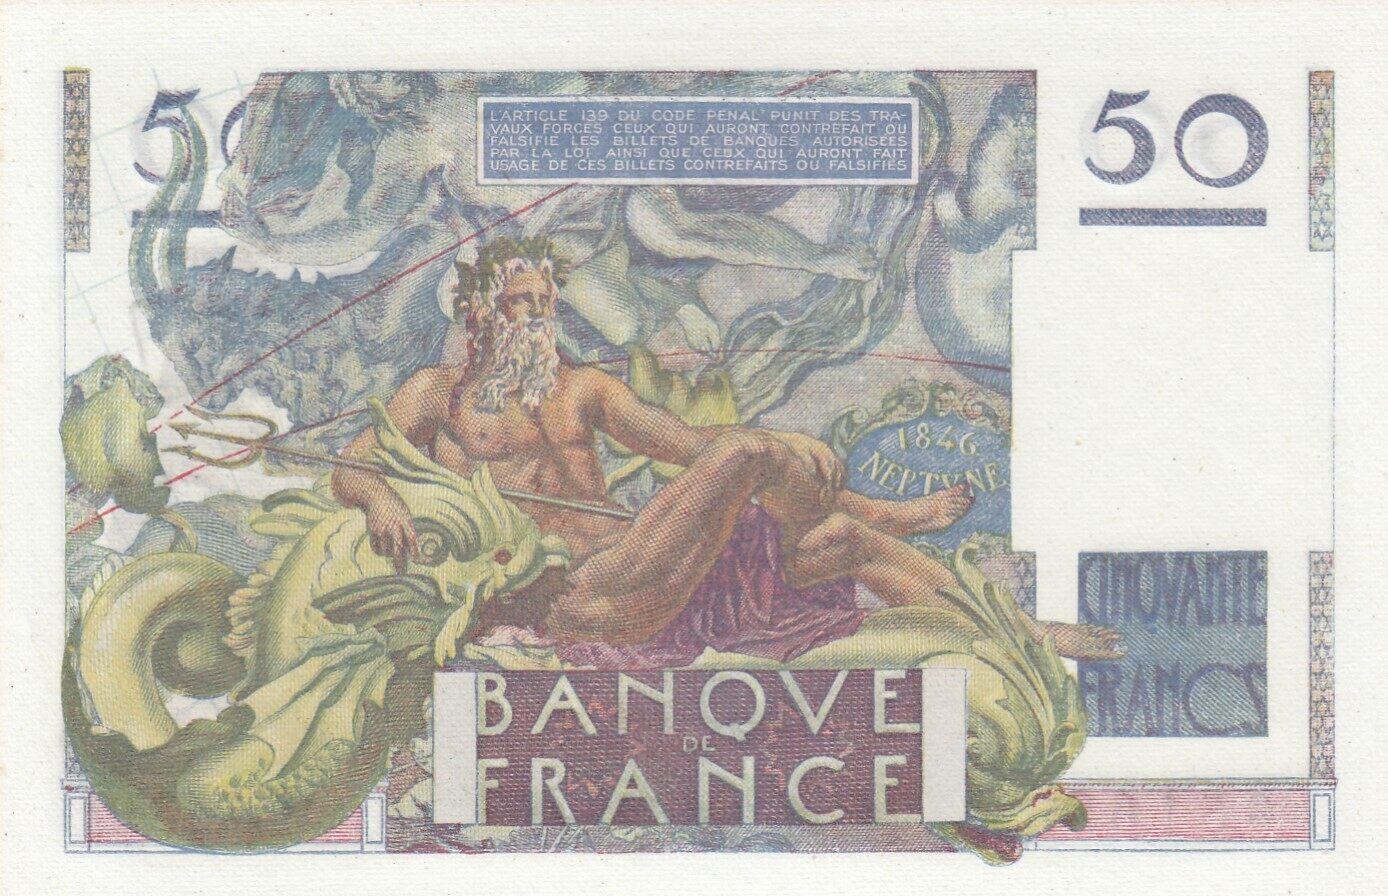 50
L'ARTICLE 139 DU CODE PENAL PUNIT DES TRA-
VAUX FORCES CEUX QUI AURONT CONTREFAIT OU
FALSIFIE LES BILLETS DE BANQUES AUTORISEES
PAR LA LOI, AINSI QUE CEUX QUI AURONT FAIT
USAGE DE CES BILLETS CONTREFAITS OU FALSIFIES
50
1846
NEPTVNE
CINQVANTE
FRANCS
BANQVE
DE
FRANCE